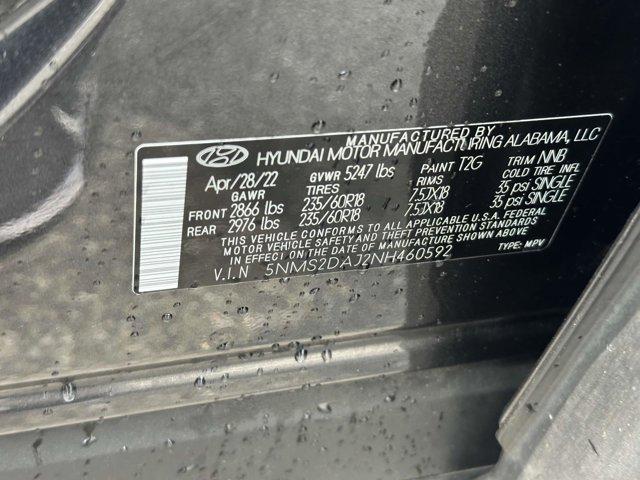 MANUFACTURED BY
HYUNDAI MOTOR MANUFACTURING ALABAMA, LLC
Apr/28/22 GVWR 5247 lbs PAINT T2G TRIM NNB
GAWR TIRES RIMS COLD TIRE INFL
FRONT 2866 lbs 235/60R18 7.5JX18 35 psi SINGLE
REAR 2976 lbs 235/60R18 7.5JX18 35 psi SINGLE
THIS VEHICLE CONFORMS TO ALL APPLICABLE U.S.A. FEDERAL
MOTOR VEHICLE SAFETY AND THEFT PREVENTION STANDARDS
IN EFFECT ON THE DATE OF MANUFACTURE SHOWN ABOVE.
V.I.N 5NMS2DAJ2NH460592 TYPE: MPV